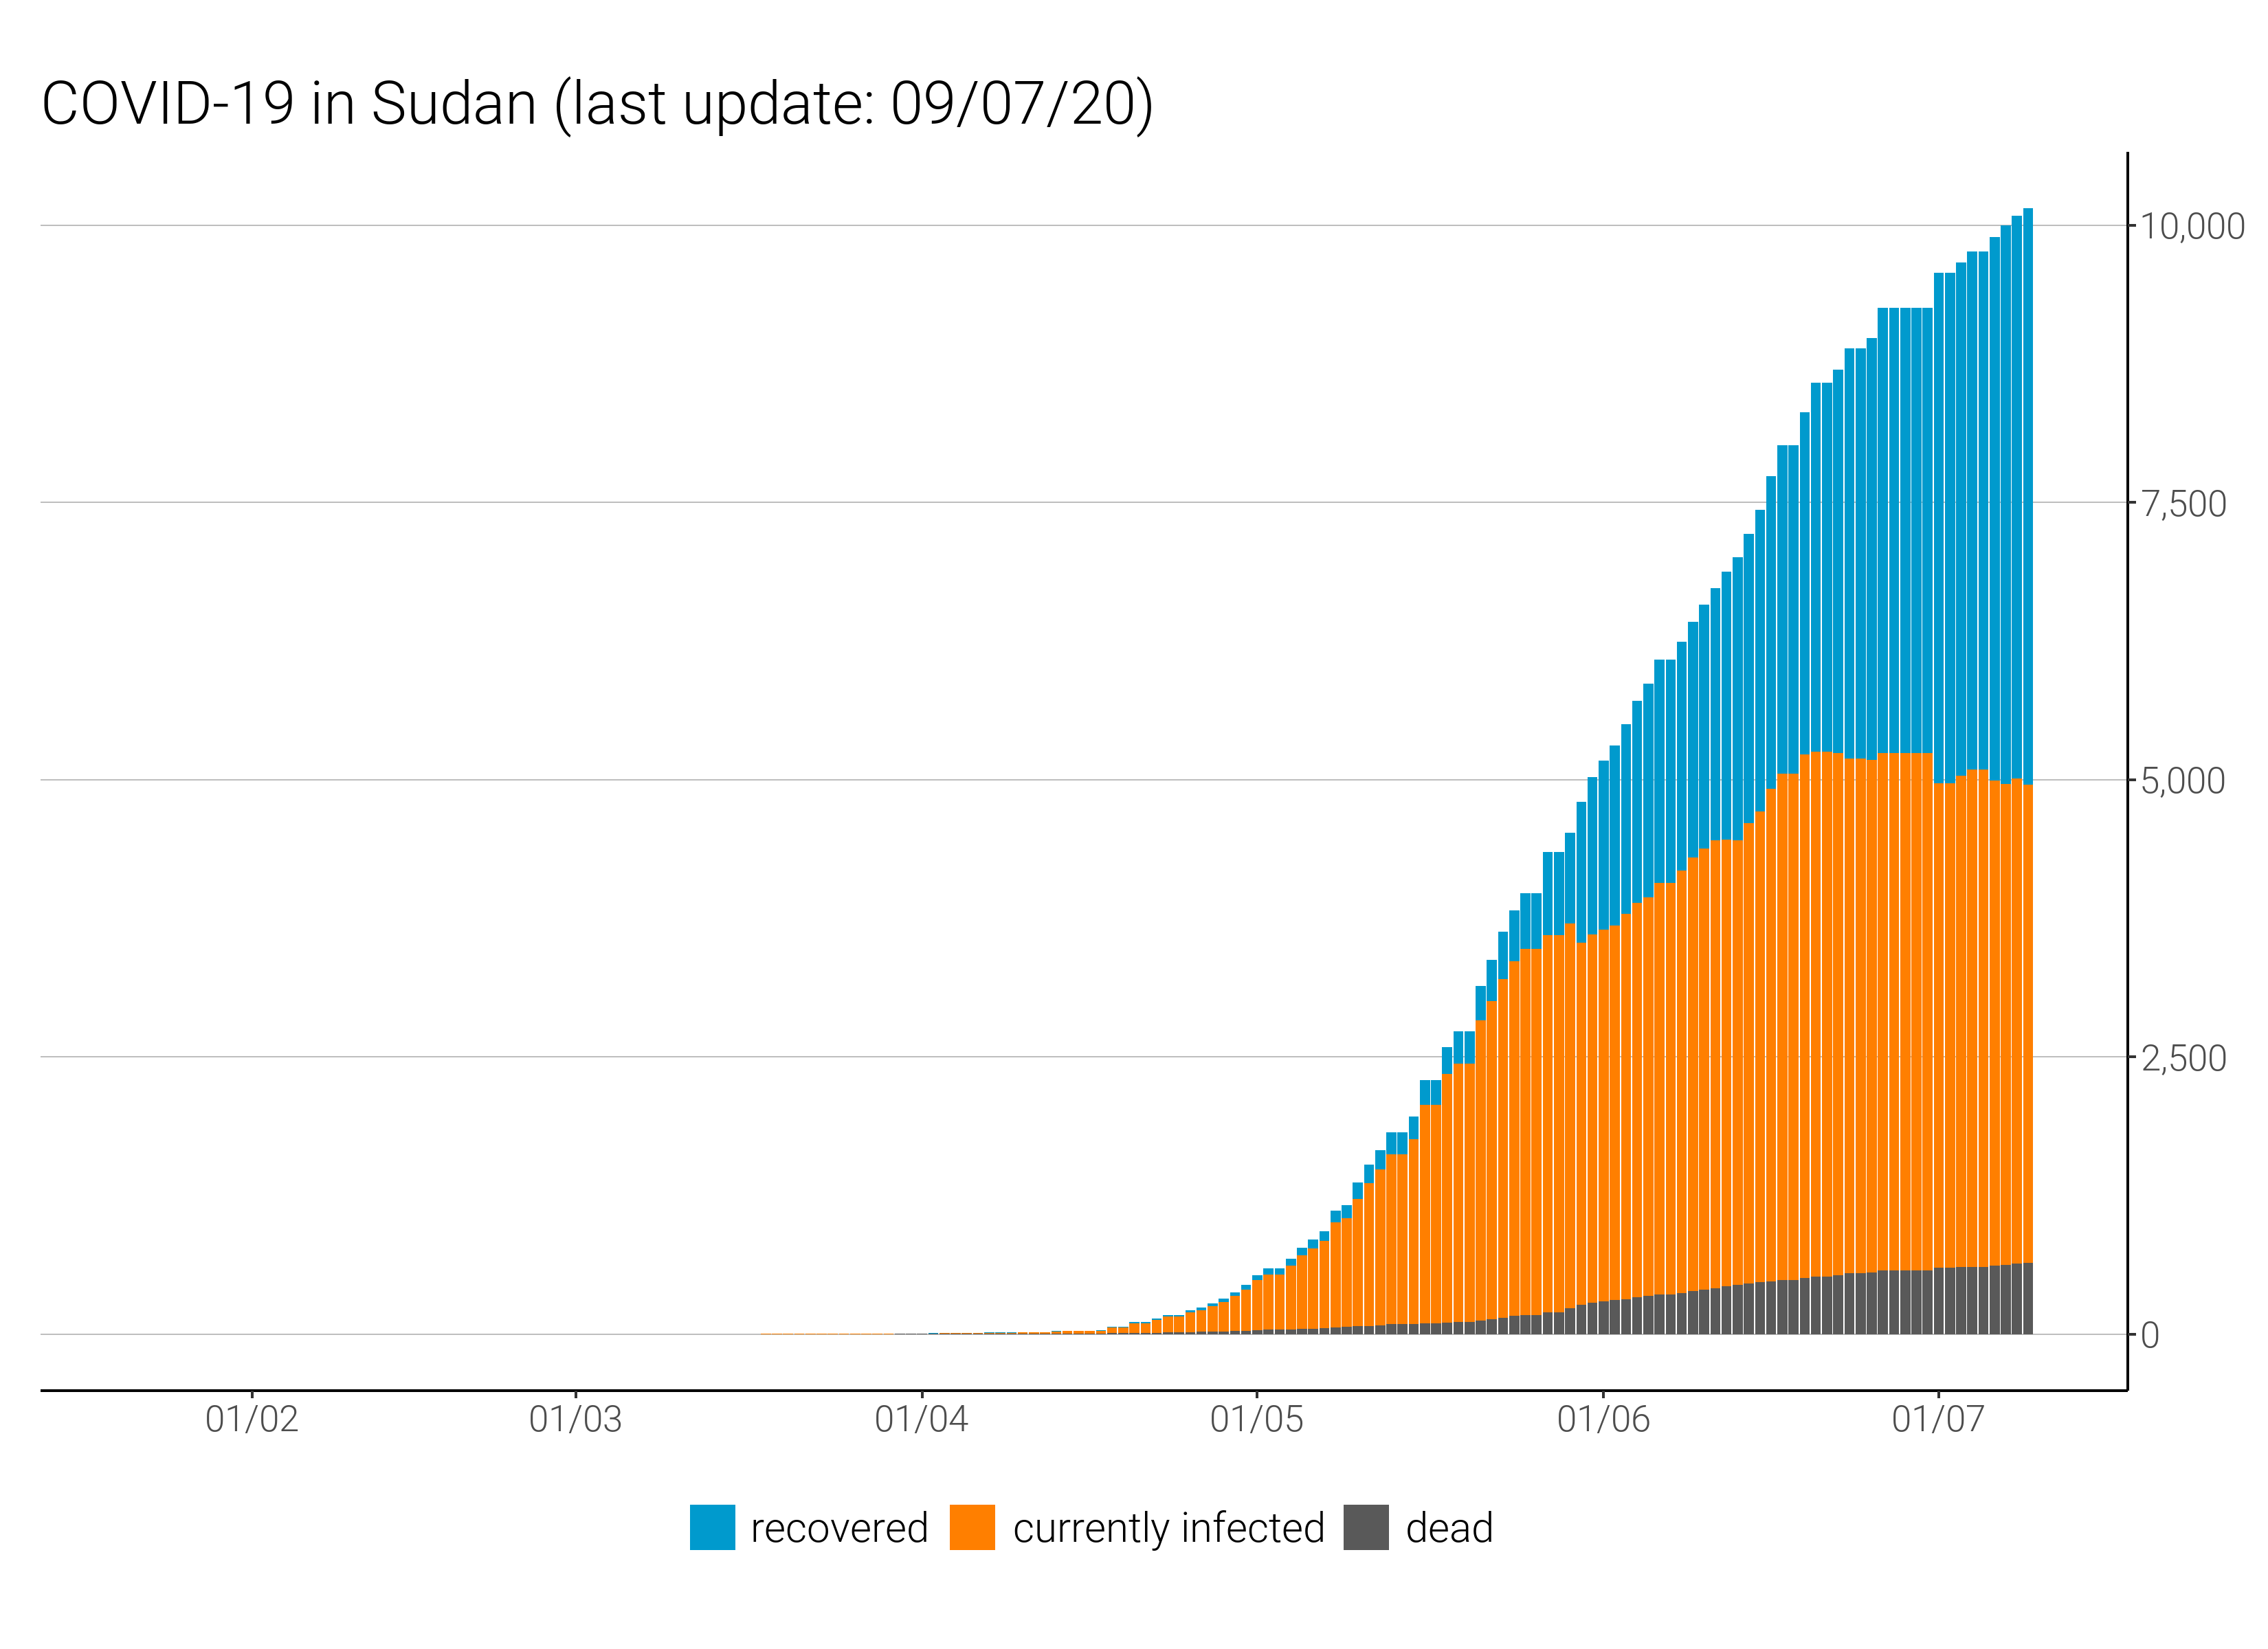 COVID-19 in Sudan (last update: 09/07/20)
10,000
7,500
5,000
2,500
0
01/02 01/03 01/04 01/05 01/06 01/07
recovered currently infected dead